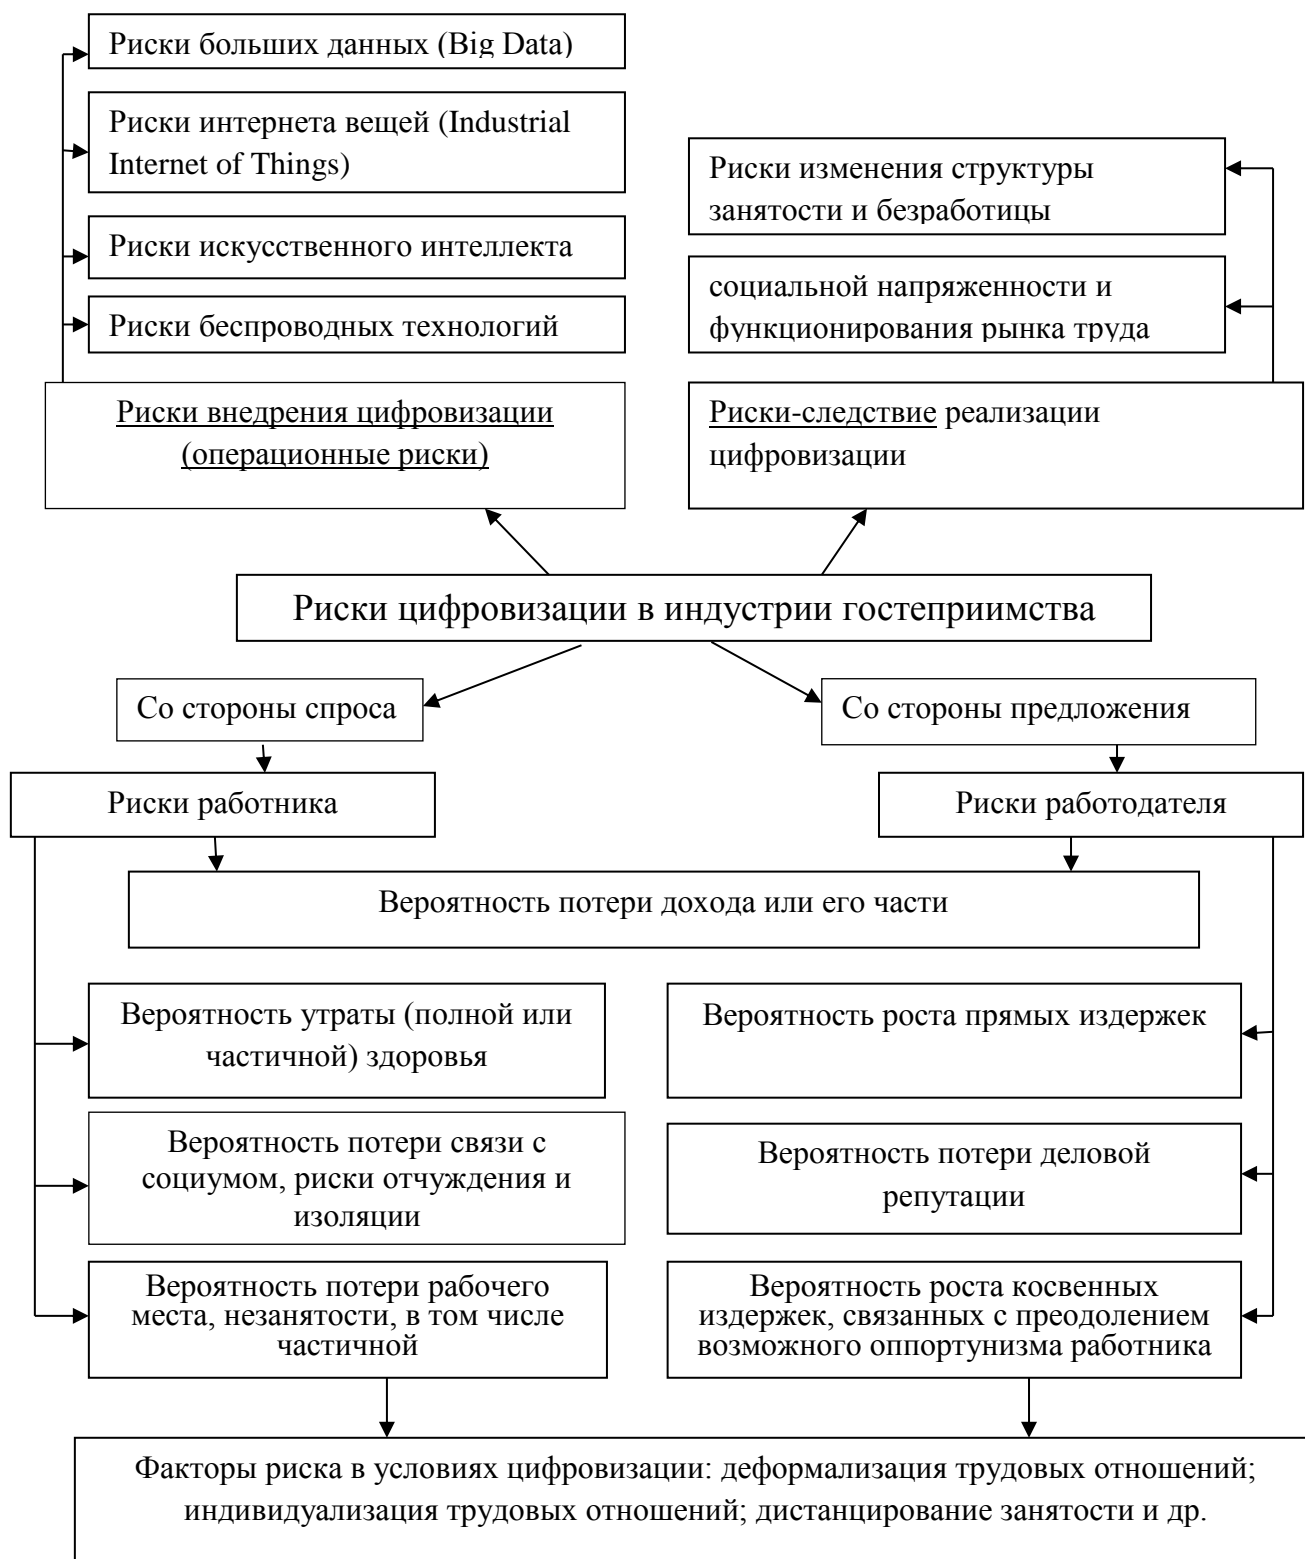 Риски больших данных (Big Data)
Риски интернета вещей (Industrial
Internet of Things)
Риски искусственного интеллекта
Риски беспроводных технологий
Риски внедрения цифровизации
(операционные риски)
Риски изменения структуры
занятости и безработицы
социальной напряженности и
функционирования рынка труда
Риски-следствие реализации
цифровизации
Риски цифровизации в индустрии гостеприимства
Со стороны спроса
Со стороны предложения
Риски работника
Риски работодателя
Вероятность потери дохода или его части
Вероятность утраты (полной или
частичной) здоровья
Вероятность потери связи с
социумом, риски отчуждения и
изоляции
Вероятность потери рабочего
места, незанятости, в том числе
частичной
Вероятность роста прямых издержек
Вероятность потери деловой
репутации
Вероятность роста косвенных
издержек, связанных с преодолением
возможного оппортунизма работника
Факторы риска в условиях цифровизации: деформализация трудовых отношений;
индивидуализация трудовых отношений; дистанцирование занятости и др.